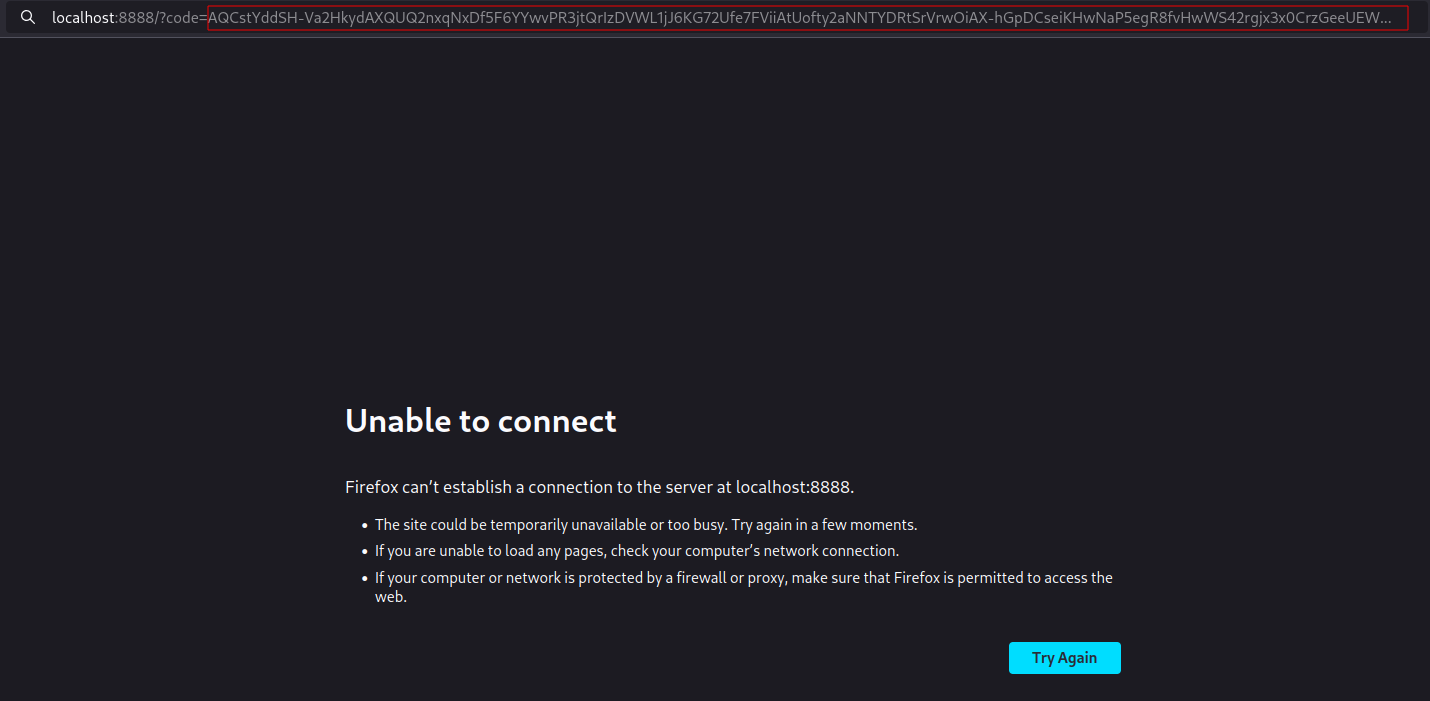 localhost:8888/?code=AQCstYddSH-Va2HkydAXQUQ2nxqNxDf5F6YYwvPR3jtQrIzDVWL1jJ6KG72Ufe7FViiAtUofty2aNNTYDRtSrVrwOiAX-hGpDCseiKHwNaP5egR8fvHwWS42rgjx3x0CrzGeeUEW...
Unable to connect
Firefox can’t establish a connection to the server at localhost:8888.
• The site could be temporarily unavailable or too busy. Try again in a few moments.
• If you are unable to load any pages, check your computer’s network connection.
• If your computer or network is protected by a firewall or proxy, make sure that Firefox is permitted to access the
web.
Try Again